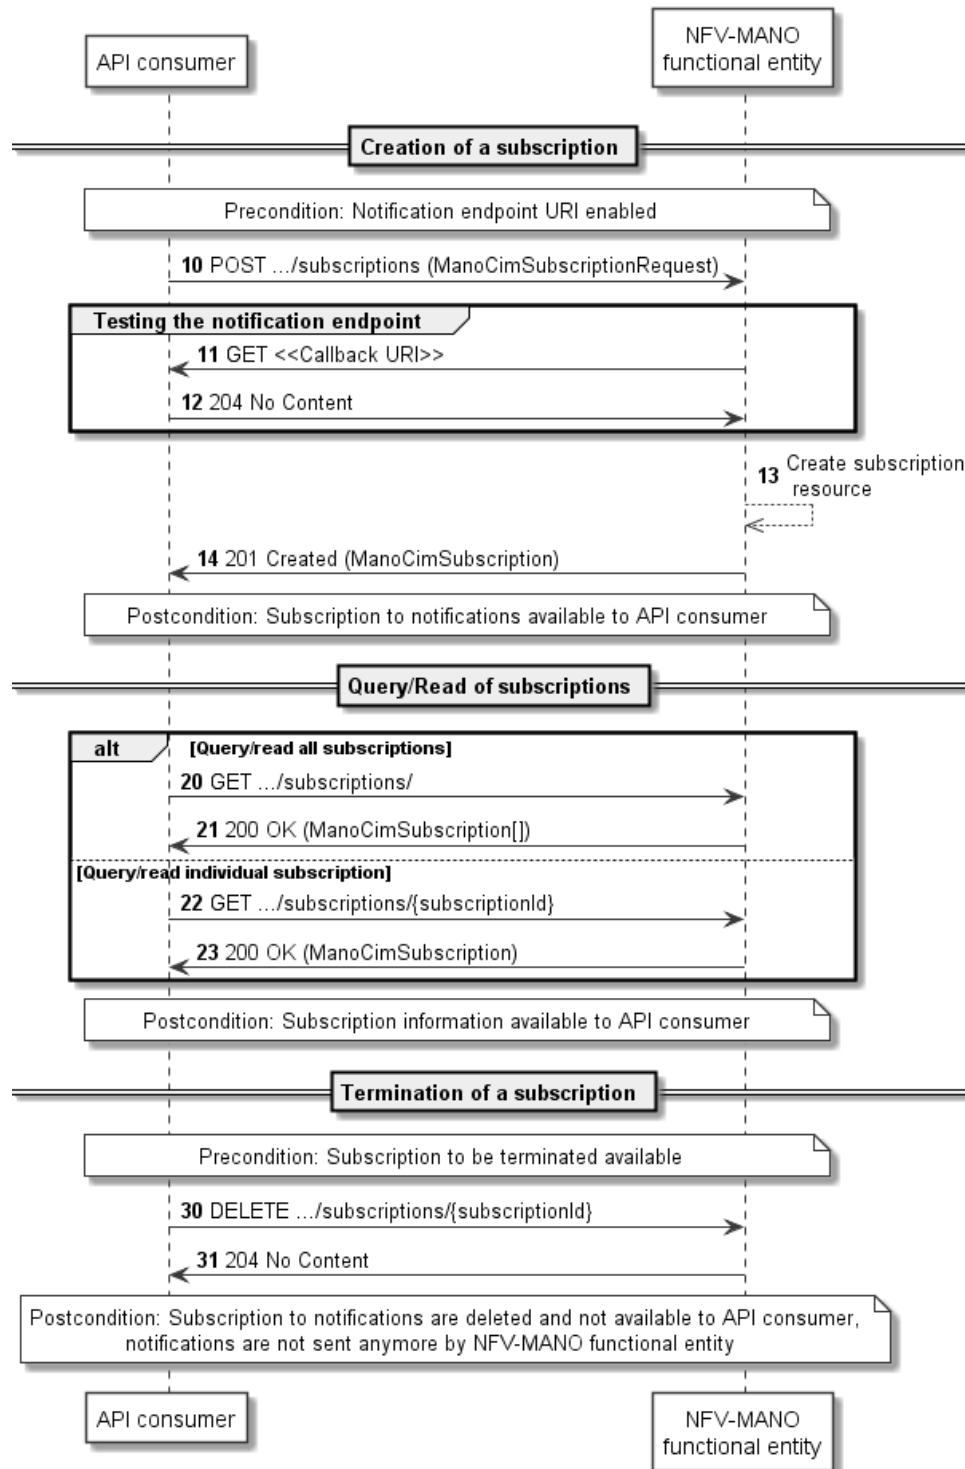 API consumer
NFV-MANO
functional entity
Creation of a subscription
Precondition: Notification endpoint URI enabled
10 POST .../subscriptions (ManoCimSubscriptionRequest)
Testing the notification endpoint
11 GET <<Callback URI>>
12 204 No Content
13 Create subscription
resource
14 201 Created (ManoCimSubscription)
Postcondition: Subscription to notifications available to API consumer
Query/Read of subscriptions
alt [Query/read all subscriptions]
20 GET .../subscriptions/
21 200 OK (ManoCimSubscription[])
[Query/read individual subscription]
22 GET .../subscriptions/{subscriptionId}
23 200 OK (ManoCimSubscription)
Postcondition: Subscription information available to API consumer
Termination of a subscription
Precondition: Subscription to be terminated available
30 DELETE .../subscriptions/{subscriptionId}
31 204 No Content
Postcondition: Subscription to notifications are deleted and not available to API consumer,
notifications are not sent anymore by NFV-MANO functional entity
API consumer
NFV-MANO
functional entity